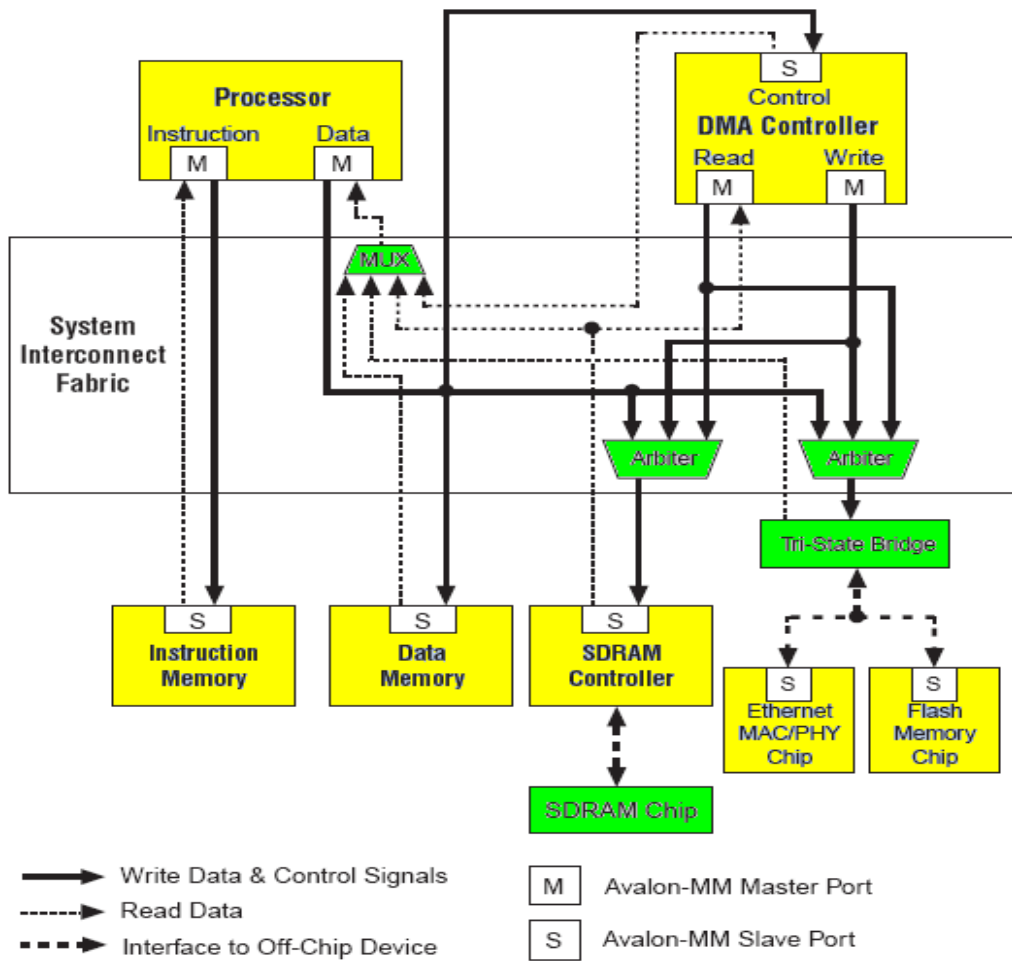 S
Control
DMA Controller
Read
Write
M
M
Processor
Instruction
Data
M
M
MUX
System
Interconnect
Fabric
Arbiter
Arbiter
Tri-State Bridge
S
Instruction
Memory
S
Data
Memory
S
SDRAM
Controller
S
Ethernet
MAC/PHY
Chip
S
Flash
Memory
Chip
SDRAM Chip
Write Data & Control Signals
Read Data
Interface to Off-Chip Device
M
Avalon-MM Master Port
S
Avalon-MM Slave Port